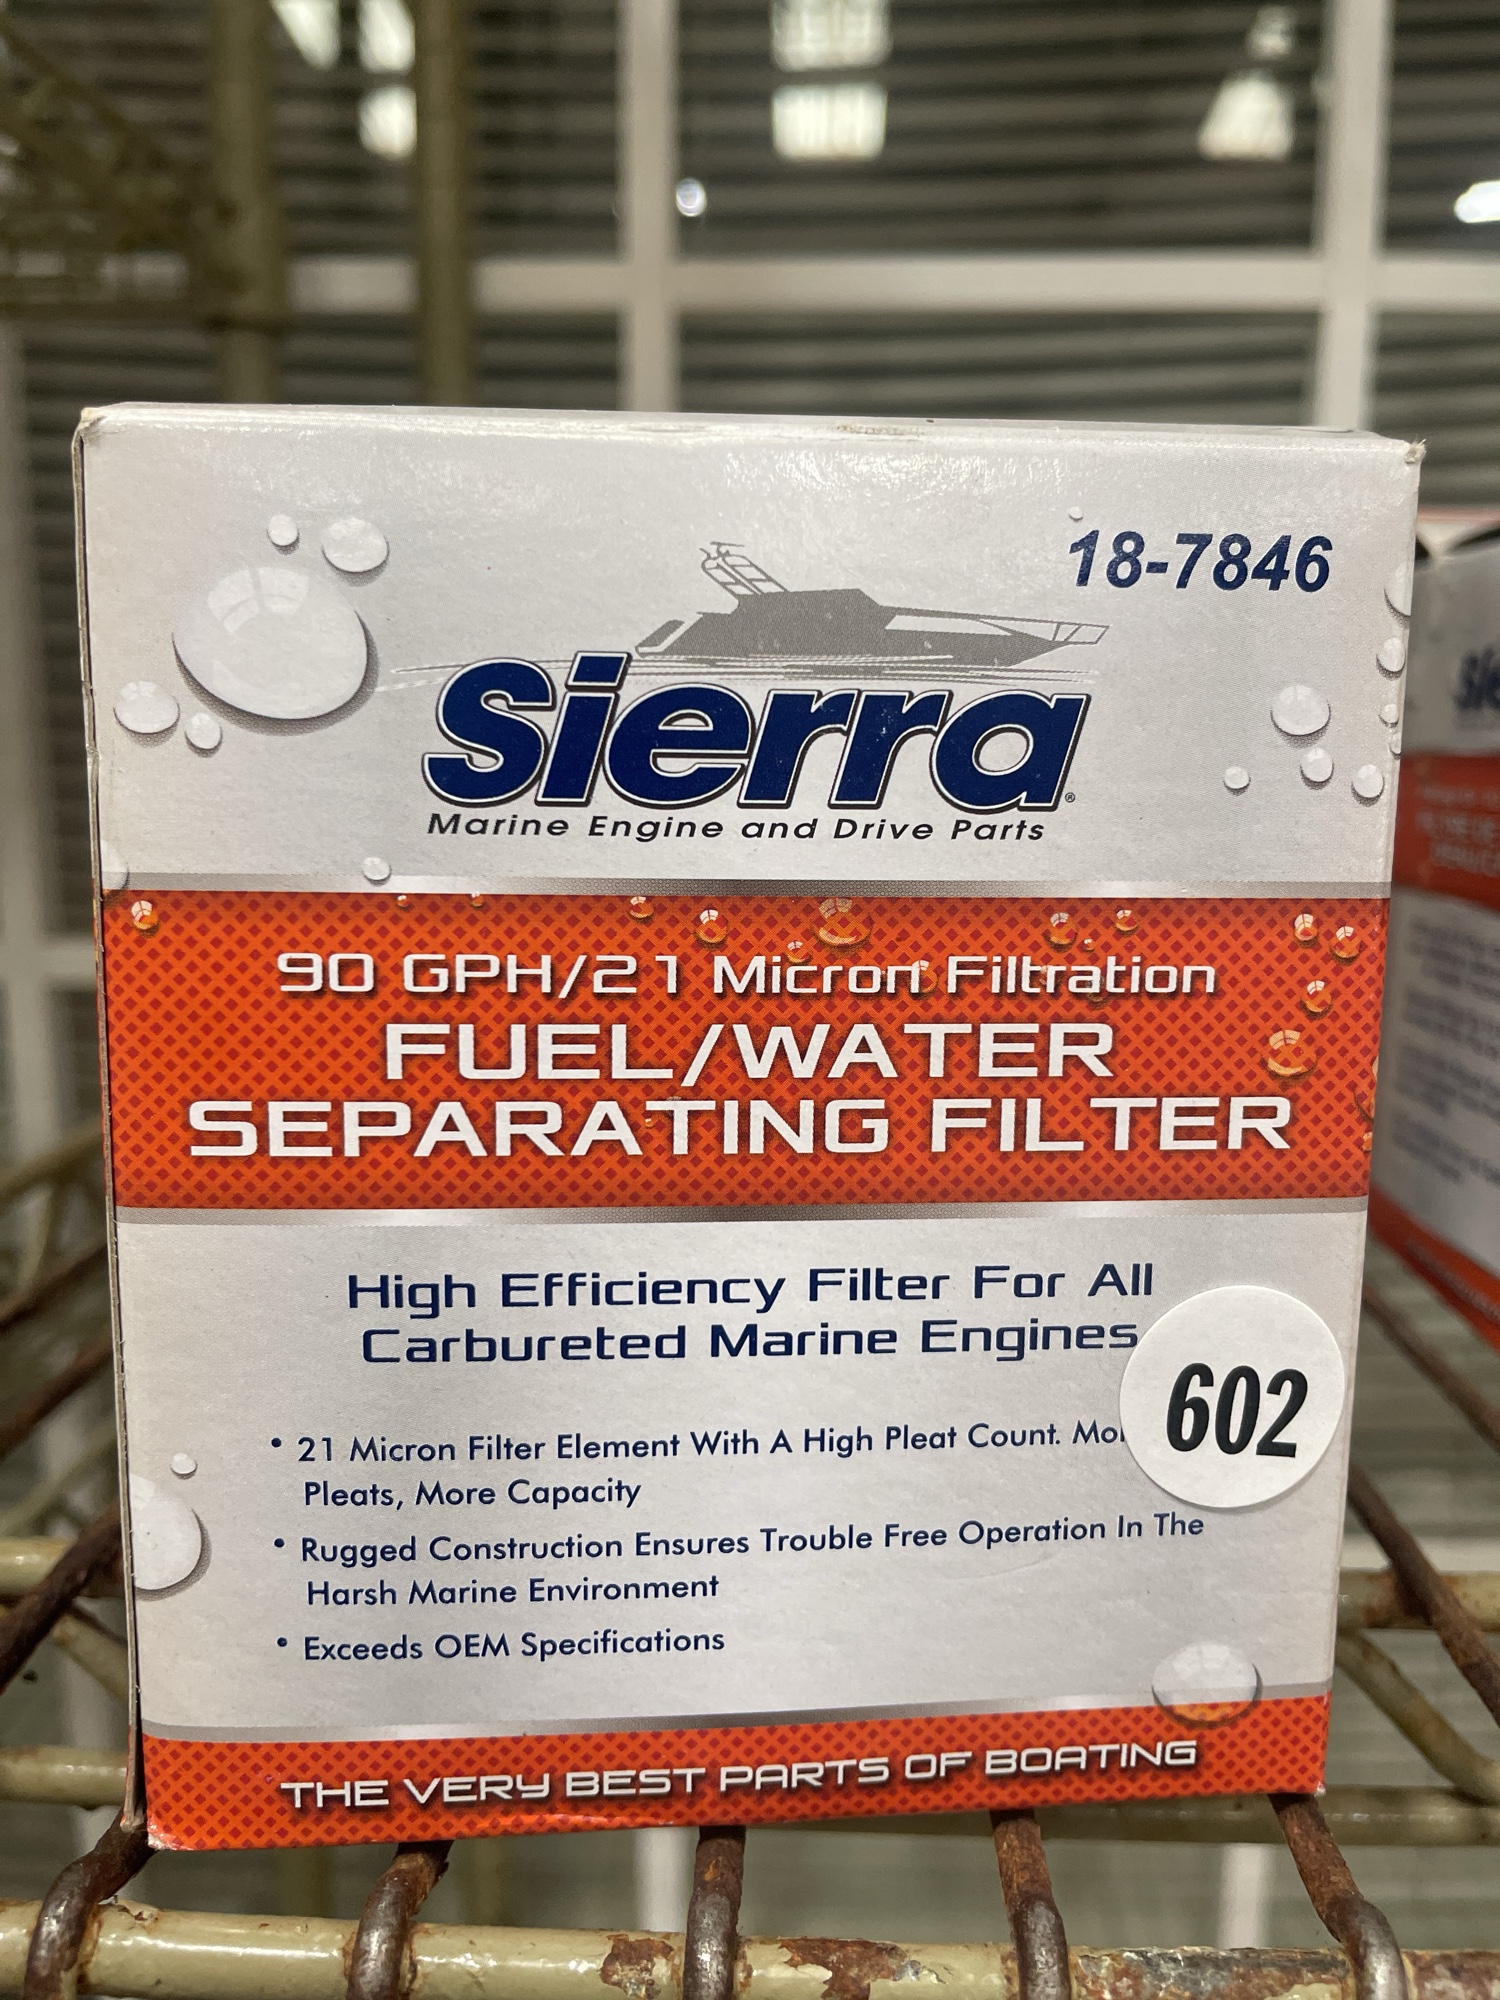 18-7846
Sierra®
Marine Engine and Drive Parts
90 GPH/21 Micron Filtration
FUEL/WATER
SEPARATING FILTER
High Efficiency Filter For All
Carbureted Marine Engines
602
• 21 Micron Filter Element With A High Pleat Count.
Pleats, More Capacity
• Rugged Construction Ensures Trouble Free Operation In The
Harsh Marine Environment
• Exceeds OEM Specifications
THE VERY BEST PARTS OF BOATING